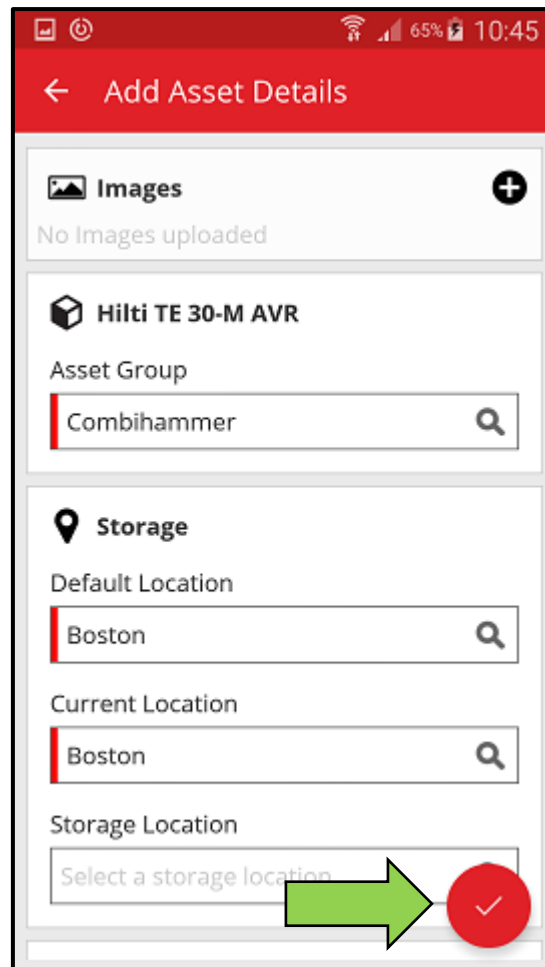 65% 10:45
Add Asset Details
Images
No Images uploaded
Hilti TE 30-M AVR
Asset Group
Combihammer
Storage
Default Location
Boston
Current Location
Boston
Storage Location
Select a storage location